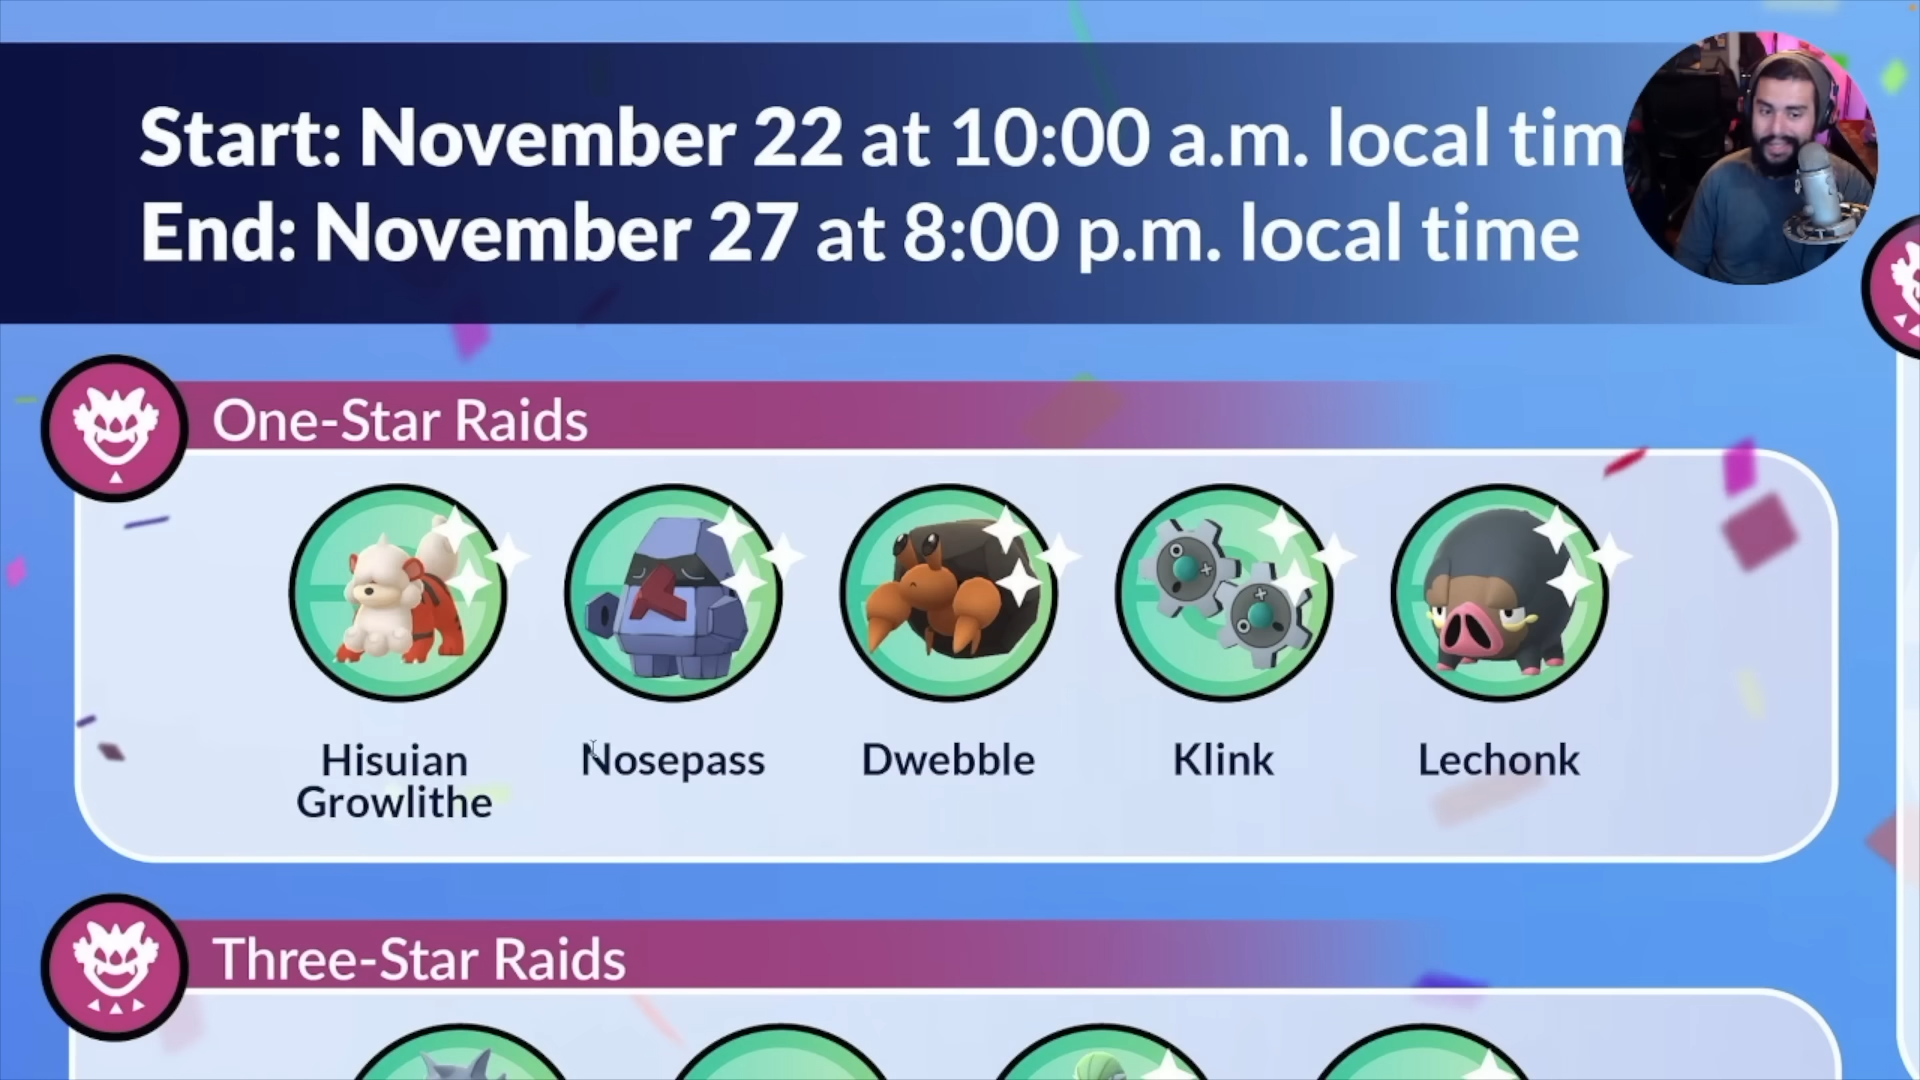 Start: November 22 at 10:00 a.m. local tim
End: November 27 at 8:00 p.m. local time
One-Star Raids
Hisuian
Growlithe
Nosepass
Dwebble
Klink
Lechonk
Three-Star Raids